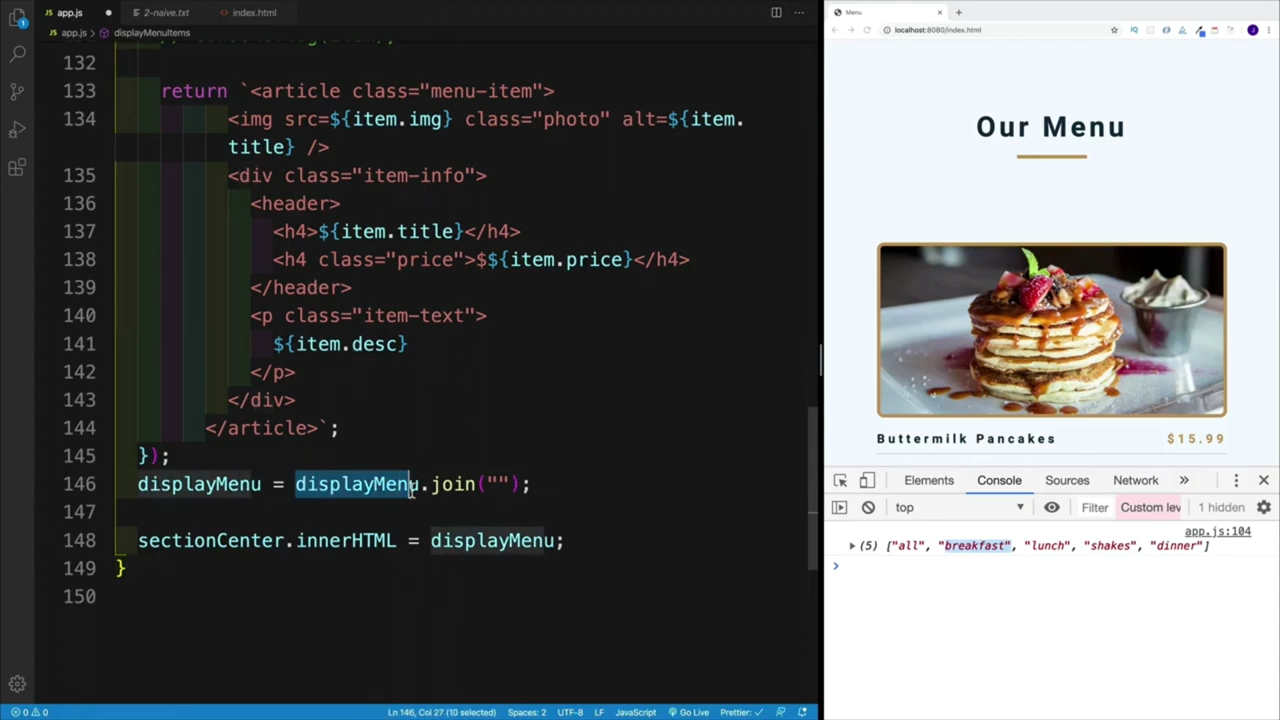 app.js
2-naive.txt
index.html
app.js > displayMenuItems
132
133 return `<article class="menu-item">
134 <img src=${item.img} class="photo" alt=${item.
title} />
135 <div class="item-info">
136 <header>
137 <h4>${item.title}</h4>
138 <h4 class="price">$${item.price}</h4>
139 </header>
140 <p class="item-text">
141 ${item.desc}
142 </p>
143 </div>
144 </article>`;
145 });
146 displayMenu = displayMenu.join("");
147
148 sectionCenter.innerHTML = displayMenu;
149 }
150
1
0 0
Ln 146, Col 27 (10 selected)
Spaces: 2
UTF-8
LF
JavaScript
Go Live
Prettier: ✓
Menu
localhost:8080/index.html
J
Our Menu
Buttermilk Pancakes
$15.99
Elements
Console
Sources
Network
»
top
Filter
Custom lev
1 hidden
app.js:104
(5) ["all", "breakfast", "lunch", "shakes", "dinner"]